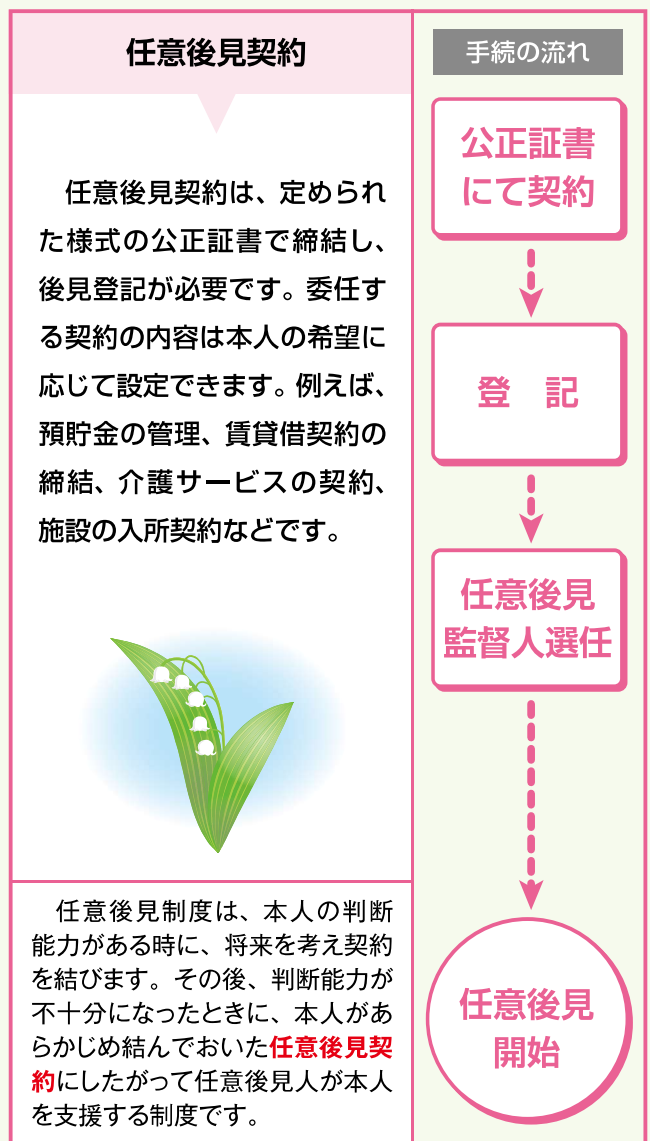 任意後見契約
　任意後見契約は、定められ
た様式の公正証書で締結し、
後見登記が必要です。委任す
る契約の内容は本人の希望に
応じて設定できます。例えば、
預貯金の管理、賃貸借契約の
締結、介護サービスの契約、
施設の入所契約などです。
　任意後見制度は、本人の判断
能力がある時に、将来を考え契約
を結びます。その後、判断能力が
不十分になったときに、本人があ
らかじめ結んでおいた任意後見契
約にしたがって任意後見人が本人
を支援する制度です。
手続の流れ
公正証書
にて契約
登　記
任意後見
監督人選任
任意後見
開始